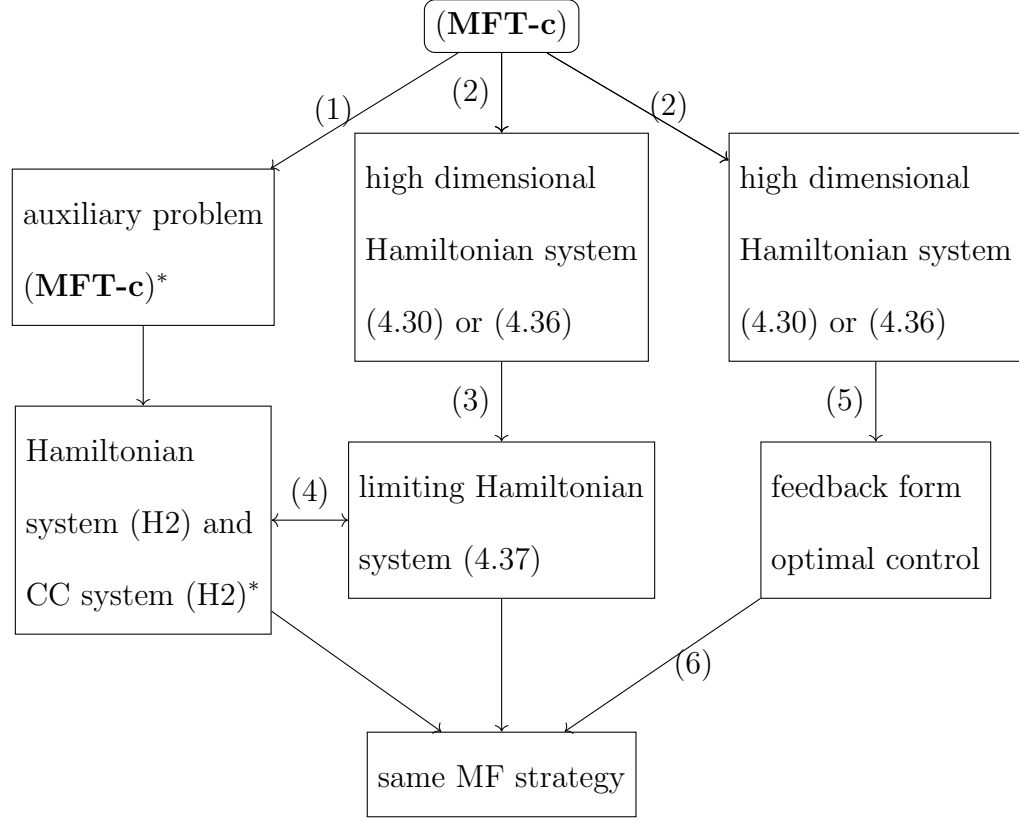 (MFT-c)
(1)
(2)
(2)
auxiliary problem
(MFT-c)*
high dimensional
Hamiltonian system
(4.30) or (4.36)
high dimensional
Hamiltonian system
(4.30) or (4.36)
(3)
(5)
Hamiltonian
system (H2) and
CC system (H2)*
(4)
limiting Hamiltonian
system (4.37)
feedback form
optimal control
(6)
same MF strategy